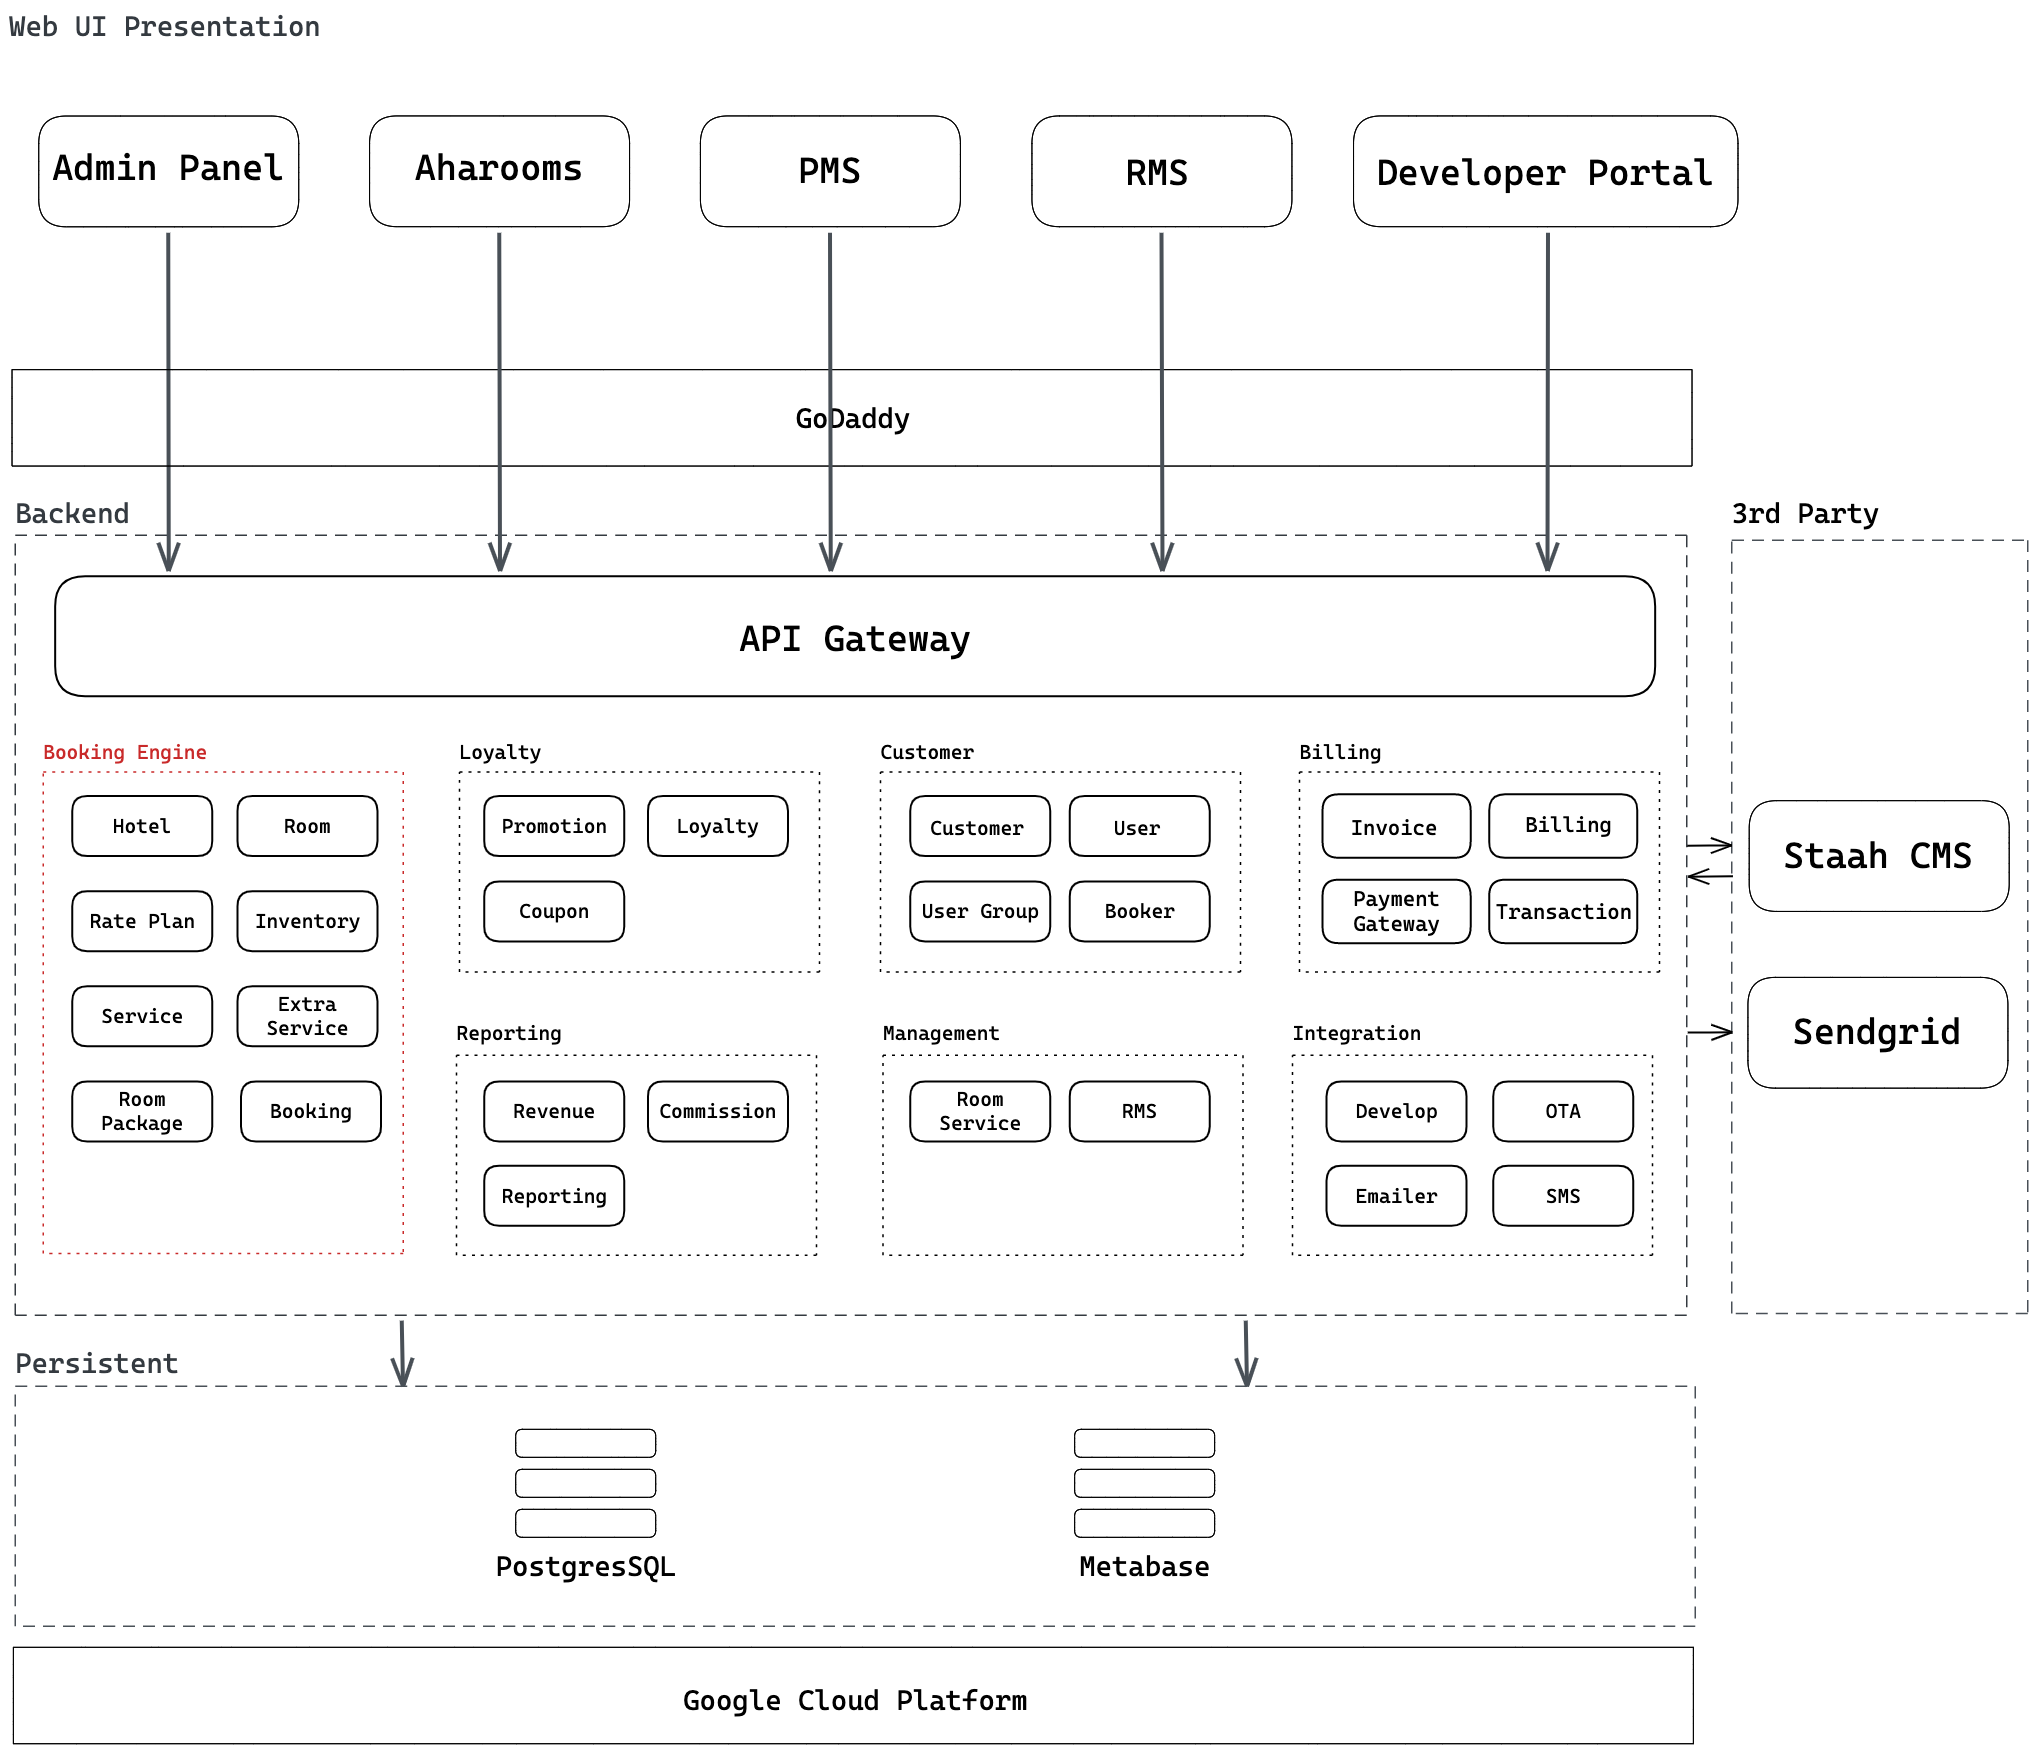 Web UI Presentation
Admin Panel
Aharooms
PMS
RMS
Developer Portal
GoDaddy
Backend
3rd Party
API Gateway
Booking Engine
Hotel
Room
Rate Plan
Inventory
Service
Extra
Service
Room
Package
Booking
Loyalty
Promotion
Loyalty
Coupon
Customer
Customer
User
User Group
Booker
Billing
Invoice
Billing
Payment
Gateway
Transaction
Reporting
Revenue
Commission
Reporting
Management
Room
Service
RMS
Integration
Develop
OTA
Emailer
SMS
Staah CMS
Sendgrid
Persistent
PostgresSQL
Metabase
Google Cloud Platform